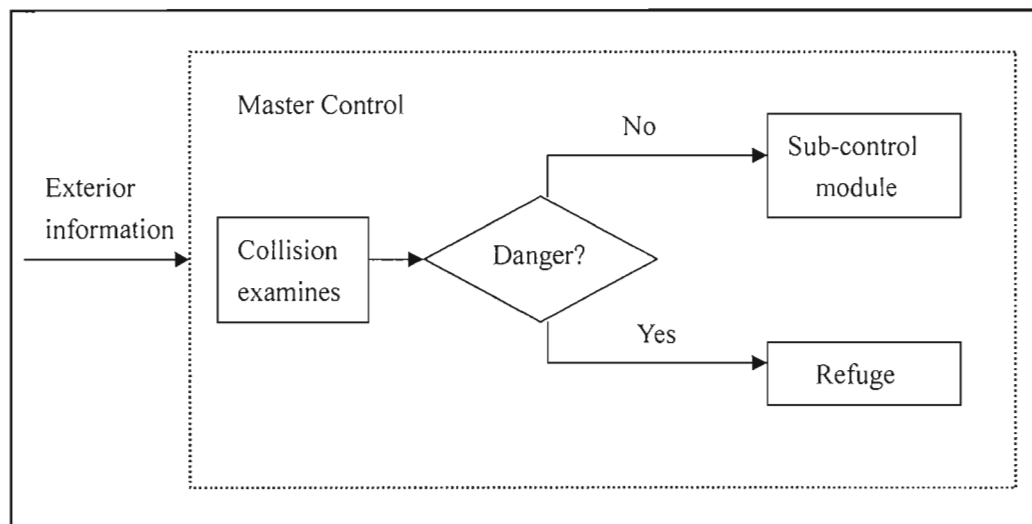 Master Control
Exterior
information
Collision
examines
Danger?
No
Sub-control
module
Yes
Refuge